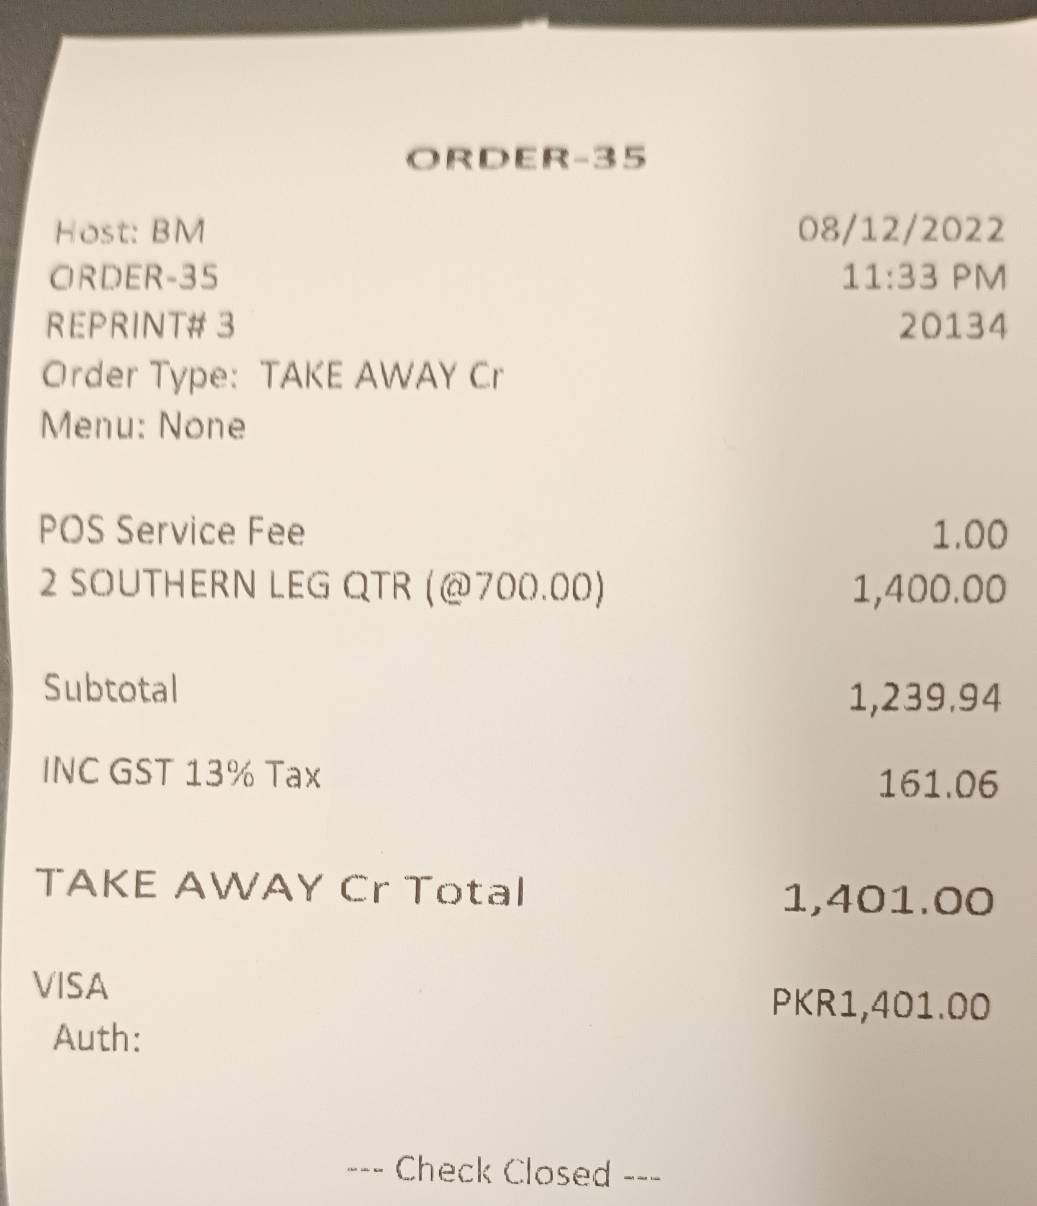 ORDER-35
Host: BM 08/12/2022
ORDER-35 11:33 PM
REPRINT# 3 20134
Order Type: TAKE AWAY Cr
Menu: None
POS Service Fee 1.00
2 SOUTHERN LEG QTR (@700.00) 1,400.00
Subtotal 1,239.94
INC GST 13% Tax 161.06
TAKE AWAY Cr Total 1,401.00
VISA PKR1,401.00
Auth:
--- Check Closed ---